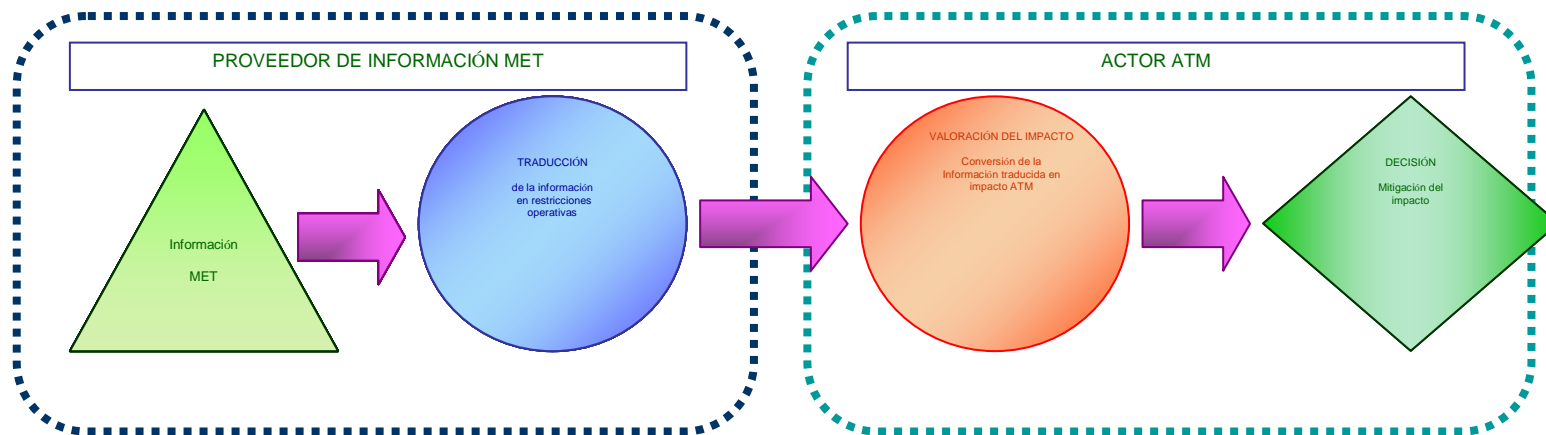 PROVEEDOR DE INFORMACIÓN MET
Información
MET
TRADUCCIÓN
de la información
en restricciones
operativas
ACTOR ATM
VALORACIÓN DEL IMPACTO
Conversión de la
Información traducida en
impacto ATM
DECISIÓN
Mitigación del
impacto